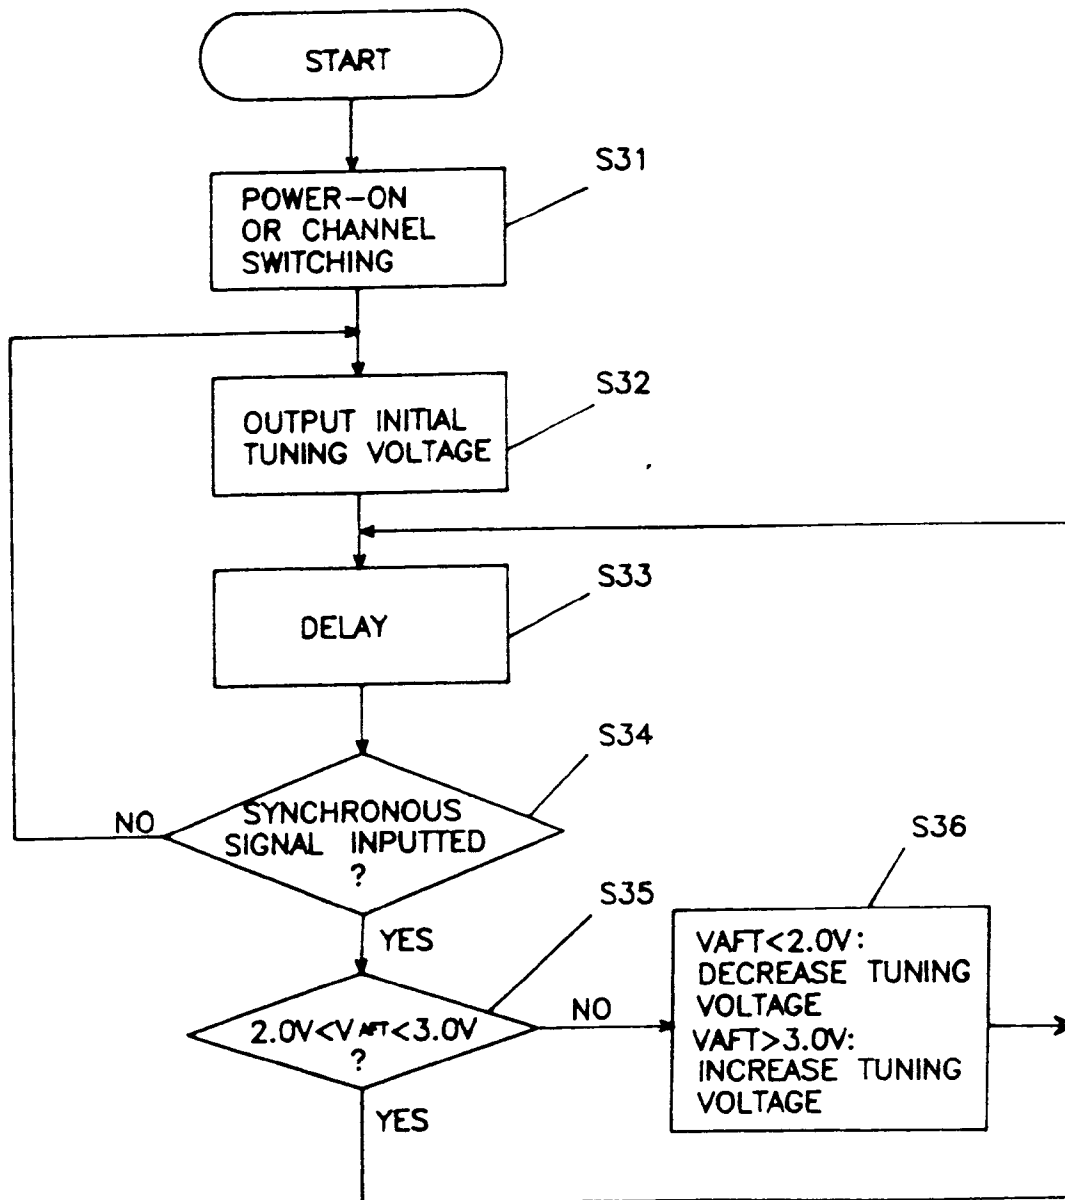 START
S31
POWER-ON
OR CHANNEL
SWITCHING
S32
OUTPUT INITIAL
TUNING VOLTAGE
S33
DELAY
S34
SYNCHRONOUS
SIGNAL INPUTTED
?
NO
YES
S35
2.0V<VAFT<3.0V
?
NO
YES
S36
VAFT<2.0V:
DECREASE TUNING
VOLTAGE
VAFT>3.0V:
INCREASE TUNING
VOLTAGE